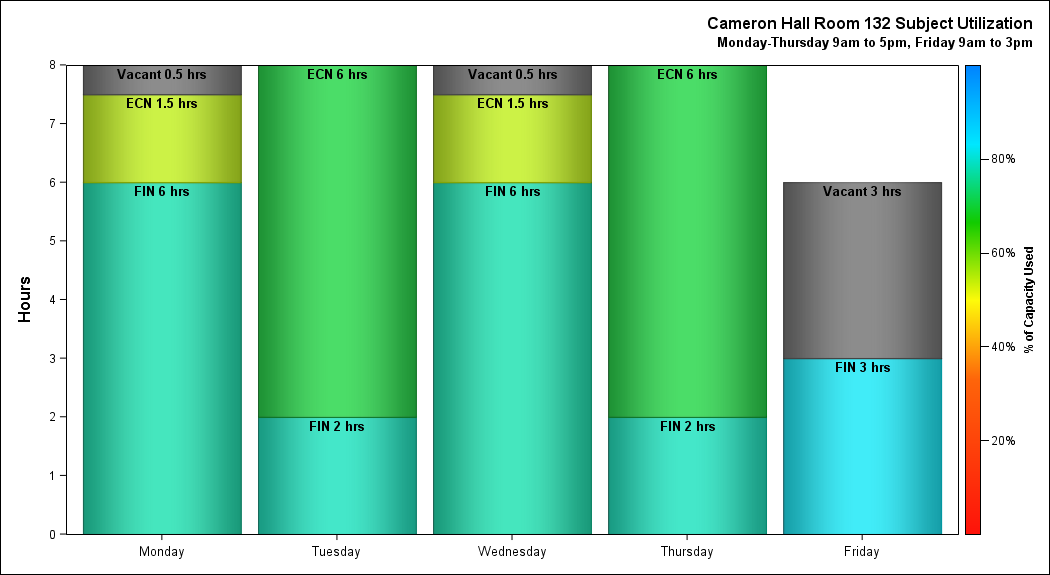 Cameron Hall Room 132 Subject Utilization
Monday-Thursday 9am to 5pm, Friday 9am to 3pm
8
7
6
5
4
3
2
1
0
Hours
Vacant 0.5 hrs
ECN 1.5 hrs
FIN 6 hrs
ECN 6 hrs
FIN 2 hrs
Vacant 0.5 hrs
ECN 1.5 hrs
FIN 6 hrs
ECN 6 hrs
FIN 2 hrs
Vacant 3 hrs
FIN 3 hrs
Monday
Tuesday
Wednesday
Thursday
Friday
80%
60%
40%
20%
% of Capacity Used